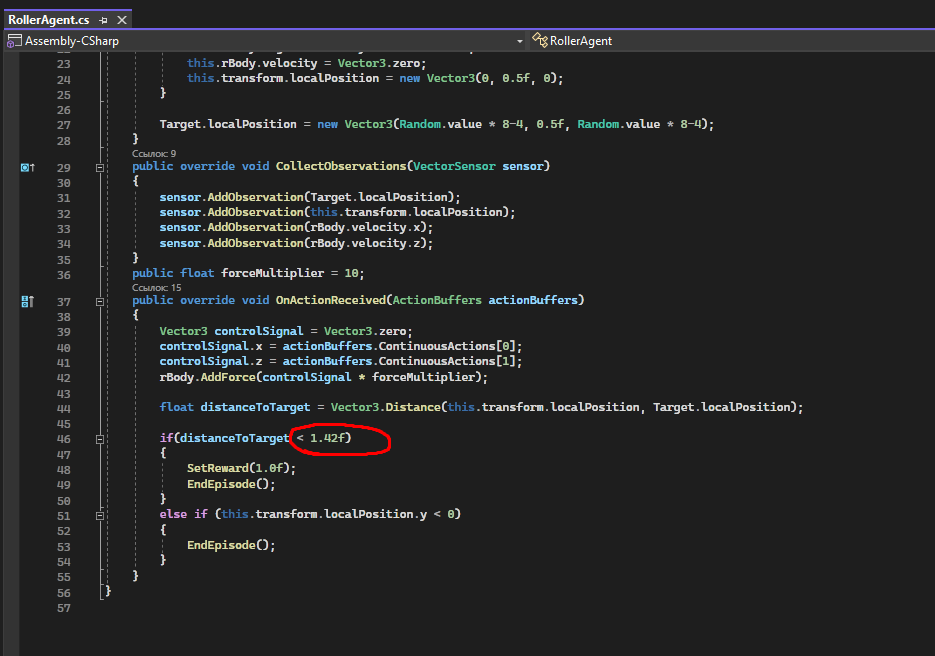 RollerAgent.cs
Assembly-CSharp
RollerAgent
23 this.rBody.velocity = Vector3.zero;
24 this.transform.localPosition = new Vector3(0, 0.5f, 0);
25 }
26
27 Target.localPosition = new Vector3(Random.value * 8-4, 0.5f, Random.value * 8-4);
28 }
Ссылок: 9
29 public override void CollectObservations(VectorSensor sensor)
30 {
31 sensor.AddObservation(Target.localPosition);
32 sensor.AddObservation(this.transform.localPosition);
33 sensor.AddObservation(rBody.velocity.x);
34 sensor.AddObservation(rBody.velocity.z);
35 }
36 public float forceMultiplier = 10;
Ссылок: 15
37 public override void OnActionReceived(ActionBuffers actionBuffers)
38 {
39 Vector3 controlSignal = Vector3.zero;
40 controlSignal.x = actionBuffers.ContinuousActions[0];
41 controlSignal.z = actionBuffers.ContinuousActions[1];
42 rBody.AddForce(controlSignal * forceMultiplier);
43
44 float distanceToTarget = Vector3.Distance(this.transform.localPosition, Target.localPosition);
45
46 if(distanceToTarget < 1.42f)
47 {
48 SetReward(1.0f);
49 EndEpisode();
50 }
51 else if (this.transform.localPosition.y < 0)
52 {
53 EndEpisode();
54 }
55 }
56 }
57